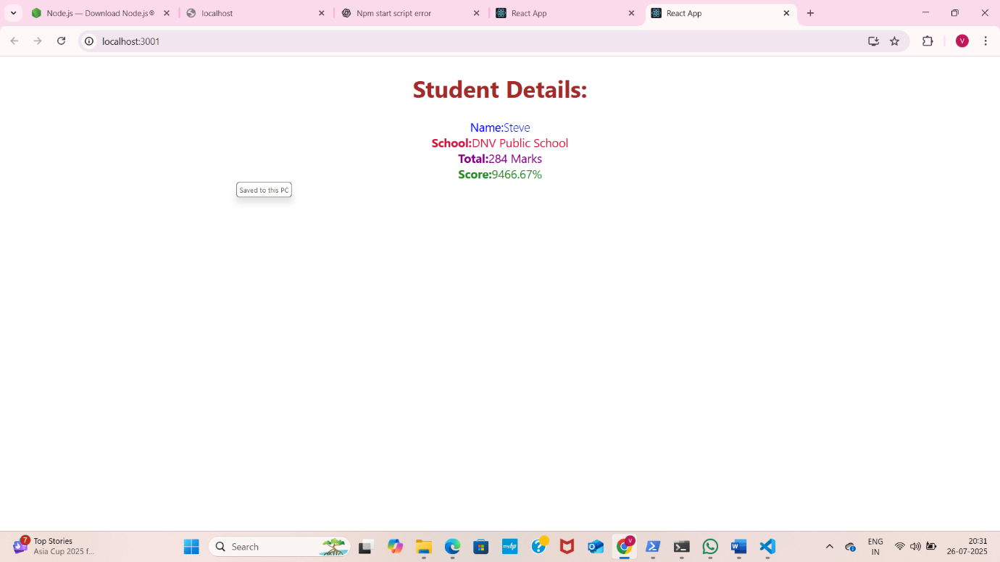 Node.js — Download Node.js®
localhost
Npm start script error
React App
React App
localhost:3001
V
Student Details:
Name:Steve
School:DNV Public School
Total:284 Marks
Score:9466.67%
Saved to this PC
7
Top Stories
Asia Cup 2025 f...
Search
myhp
V
ENG
IN
20:31
26-07-2025